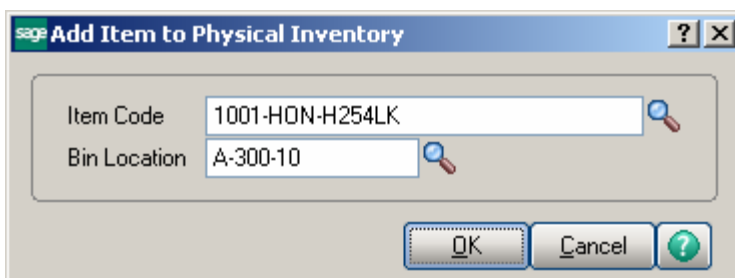 sage Add Item to Physical Inventory ? X
Item Code 1001-HON-H254LK
Bin Location A-300-10
OK Cancel ?